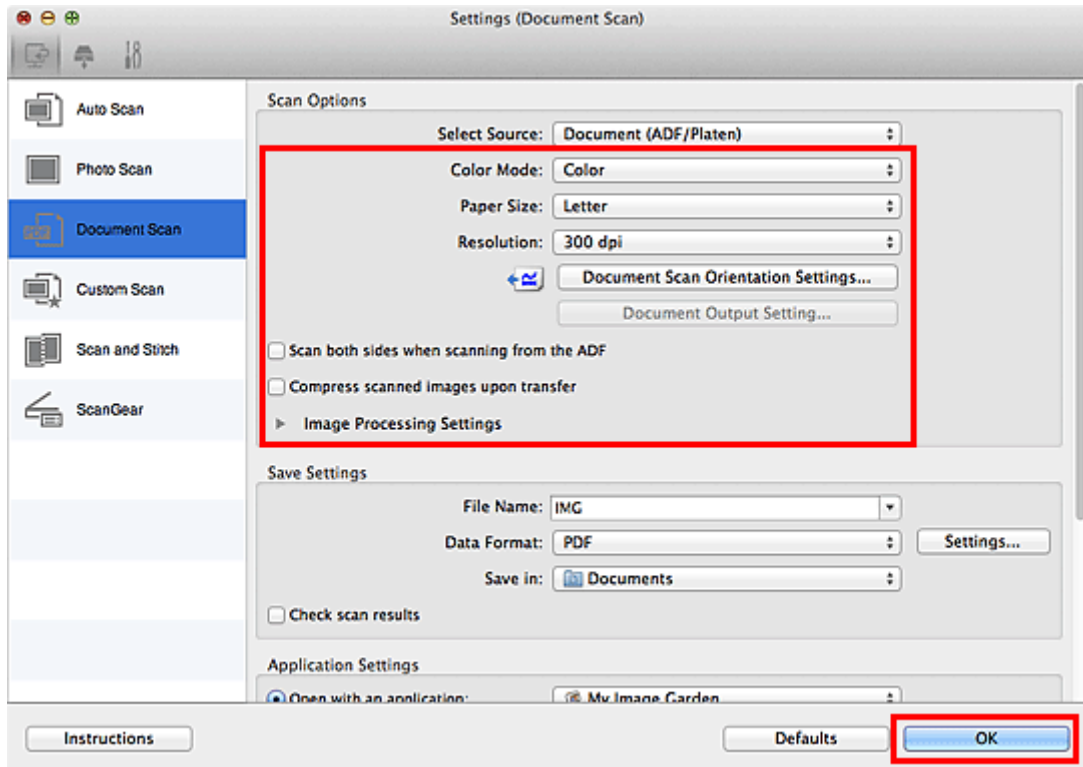 Settings (Document Scan)
Auto Scan
Photo Scan
PDF
Document Scan
Custom Scan
Scan and Stitch
ScanGear
Scan Options
Select Source: Document (ADF/Platen)
Color Mode: Color
Paper Size: Letter
Resolution: 300 dpi
Document Scan Orientation Settings...
Document Output Setting...
Scan both sides when scanning from the ADF
Compress scanned images upon transfer
Image Processing Settings
Save Settings
File Name: IMG
Data Format: PDF Settings...
Save in: Documents
Check scan results
Application Settings
Open with an application: My Image Garden
Instructions Defaults OK